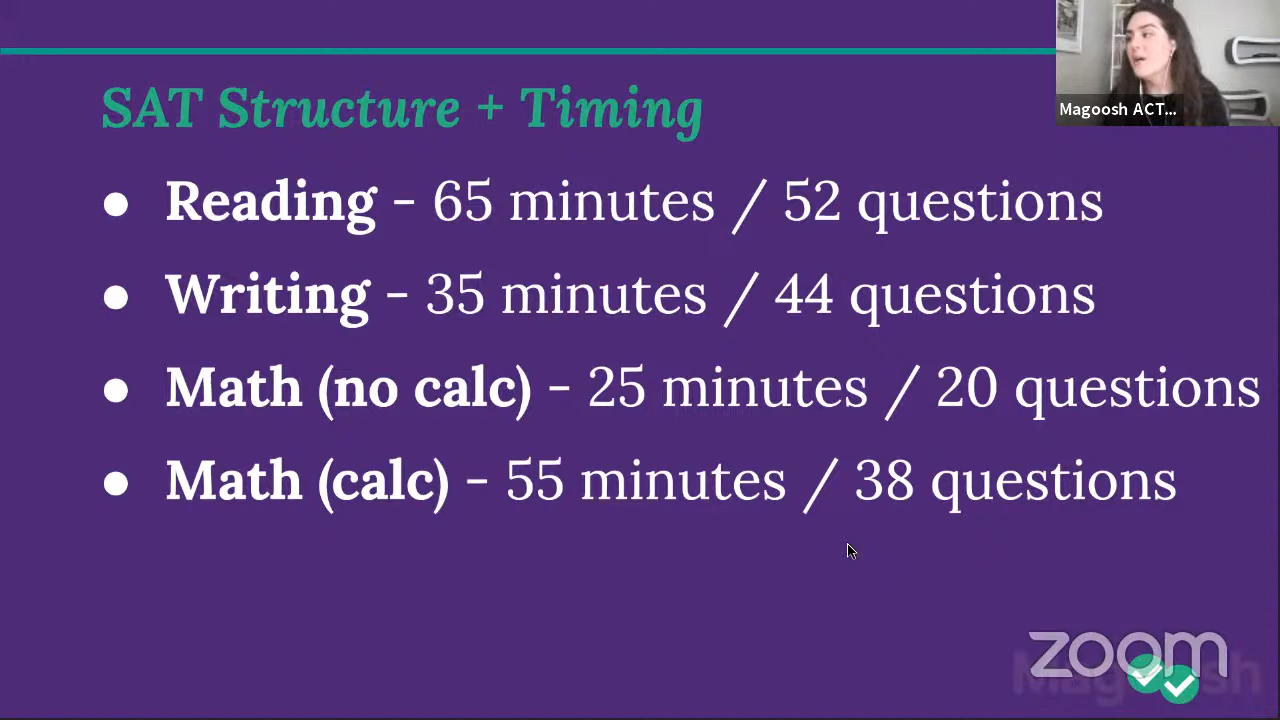 SAT Structure + Timing
Magoosh ACT...
● Reading - 65 minutes / 52 questions
● Writing - 35 minutes / 44 questions
● Math (no calc) - 25 minutes / 20 questions
● Math (calc) - 55 minutes / 38 questions
zoom
Magoosh